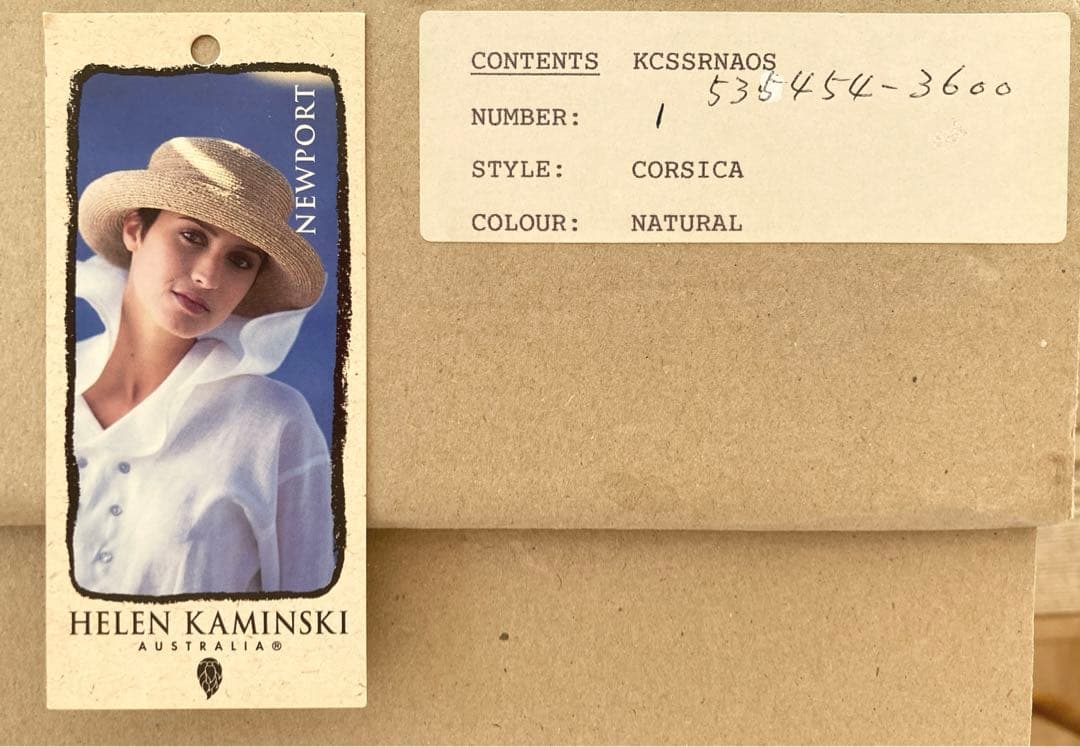 NEWPORT
HELEN KAMINSKI
AUSTRALIA®
CONTENTS KCSSRNAOS
535454-3600
NUMBER: 1
STYLE: CORSICA
COLOUR: NATURAL